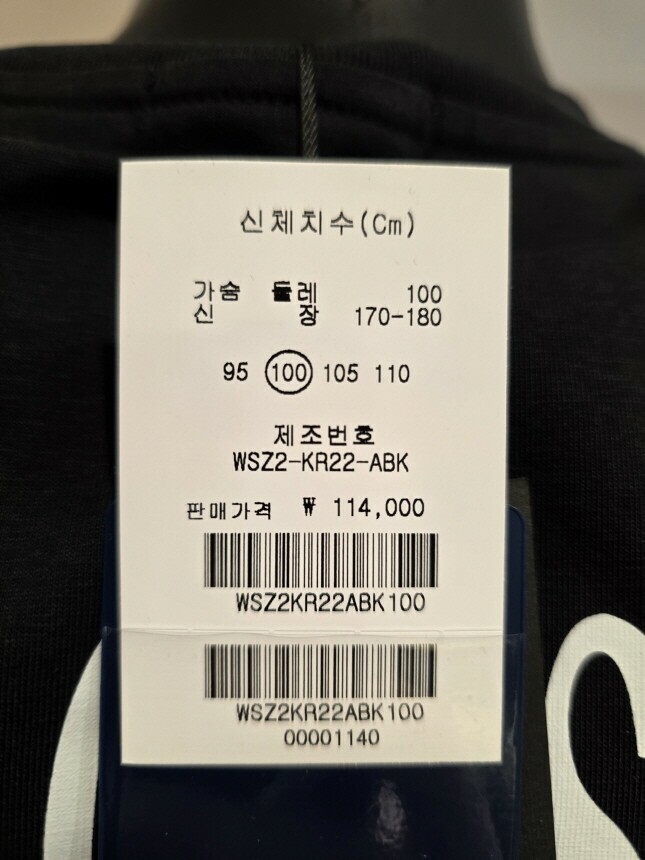 신체치수(Cm)
가슴 둘레 100
신 장 170-180
95 100 105 110
제조번호
WSZ2-KR22-ABK
판매가격 ₩ 114,000
WSZ2KR22ABK100
WSZ2KR22ABK100
00001140